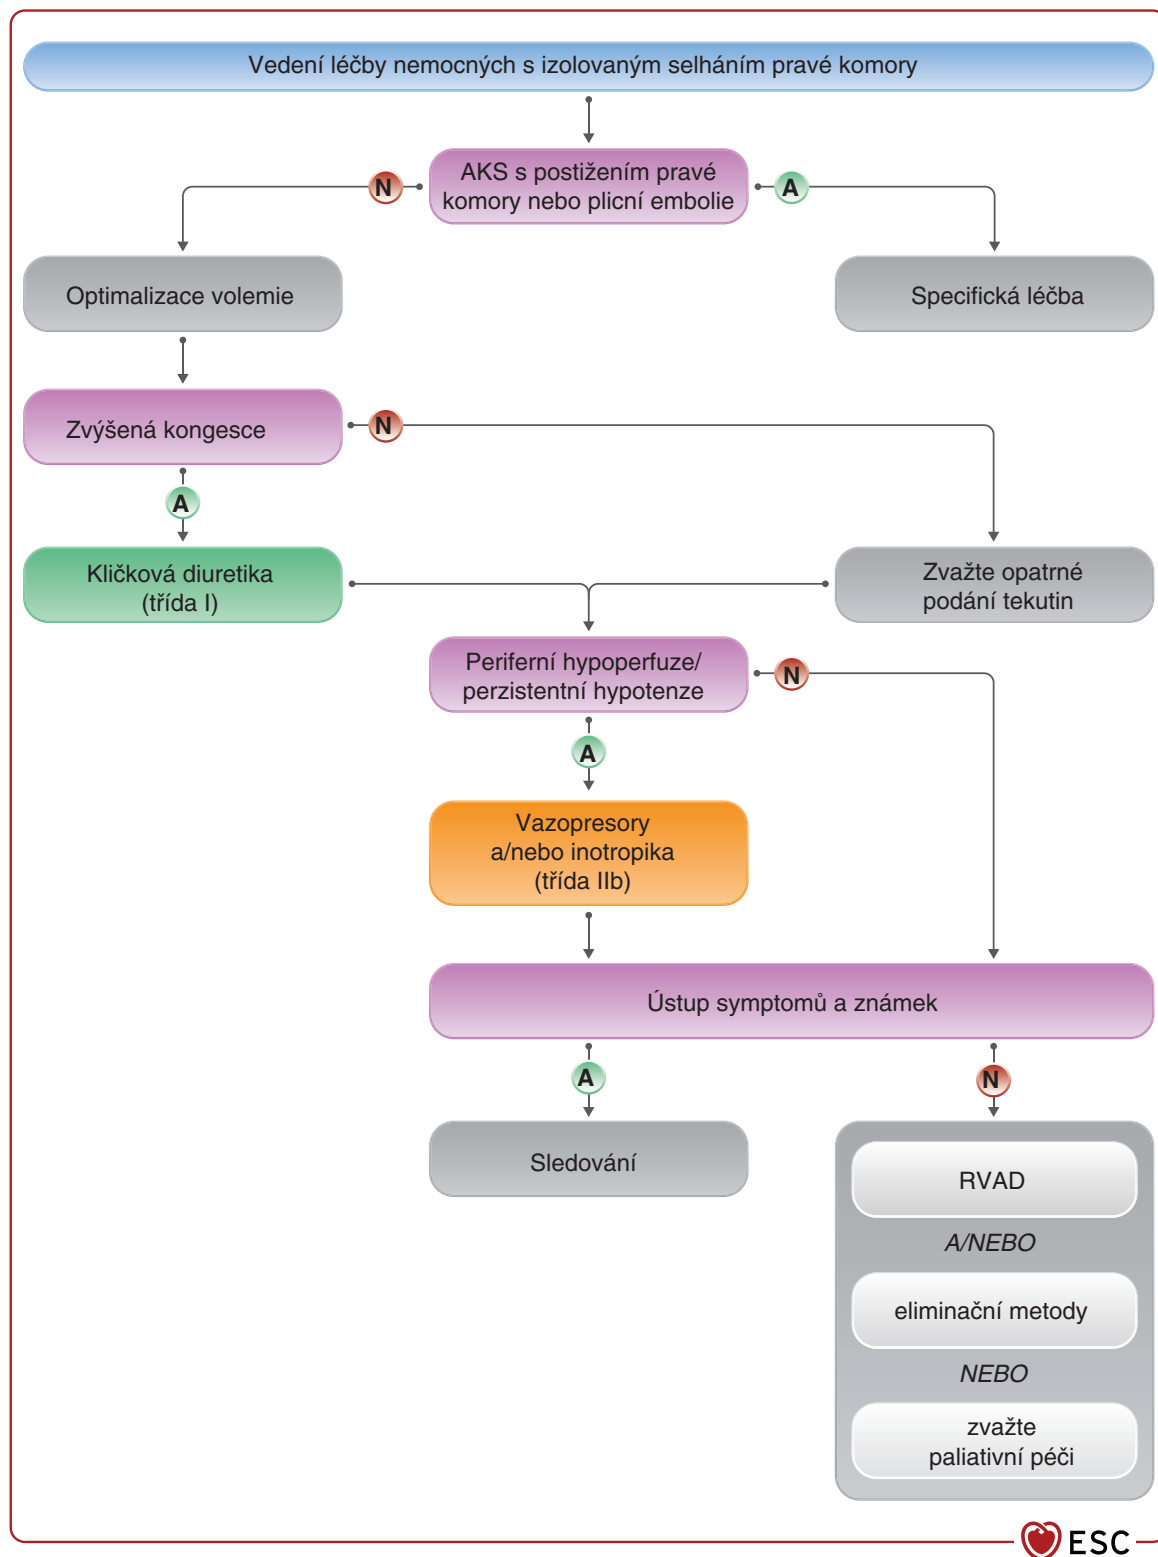 Vedení léčby nemocných s izolovaným selháním pravé komory
AKS s postižením pravé
komory nebo plicní embolie
N
A
Optimalizace volemie
Specifická léčba
Zvýšená kongesce
N
A
Kličková diuretika
(třída I)
Zvažte opatrné
podání tekutin
Periferní hypoperfuze/
perzistentní hypotenze
N
A
Vazopresory
a/nebo inotropika
(třída IIb)
Ústup symptomů a známek
A
N
Sledování
RVAD
A/NEBO
eliminační metody
NEBO
zvažte
paliativní péči
ESC